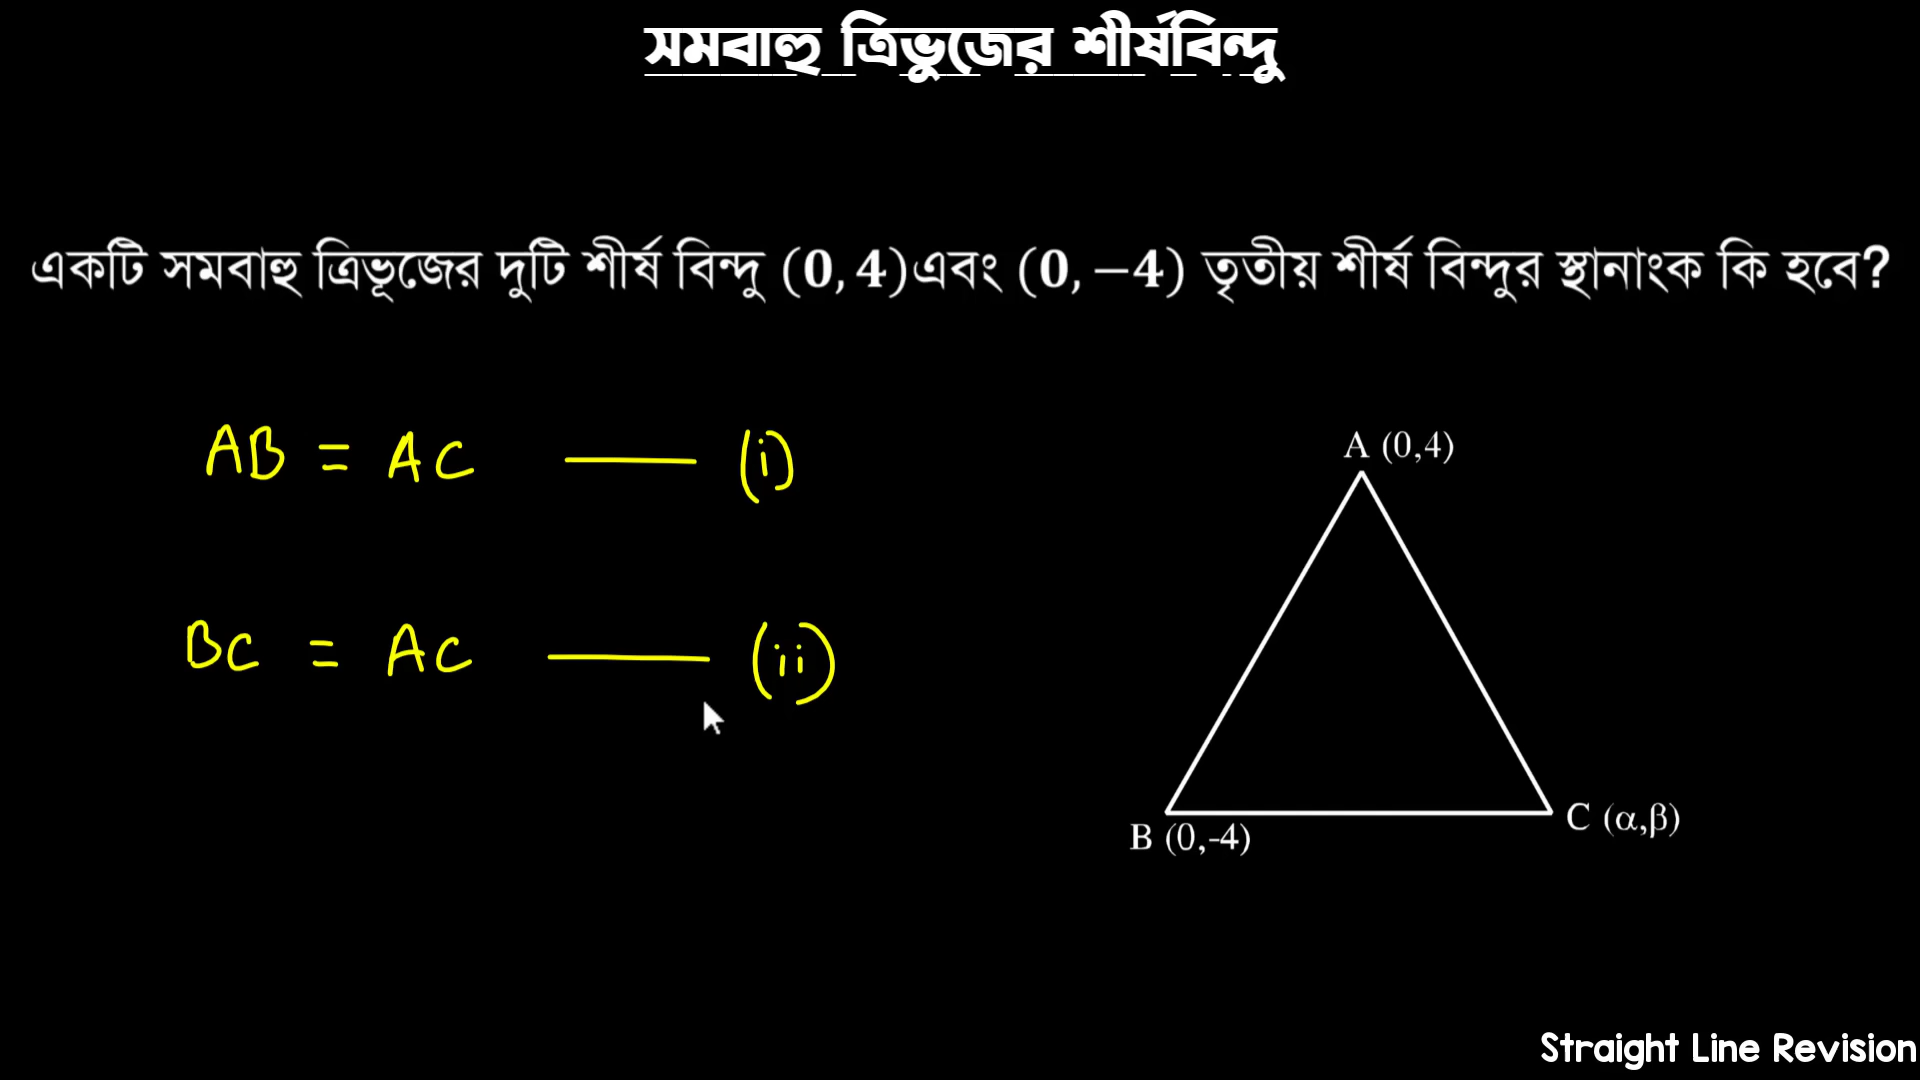 সমবাহু ত্রিভুজের শীর্ষবিন্দু
একটি সমবাহু ত্রিভূজের দুটি শীর্ষ বিন্দু (0, 4)এবং (0, −4) তৃতীয় শীর্ষ বিন্দুর স্থানাংক কি হবে?
AB = AC —— (i)
BC = AC —— (ii)
A (0,4)
B (0,-4)
C (α,β)
Straight Line Revision